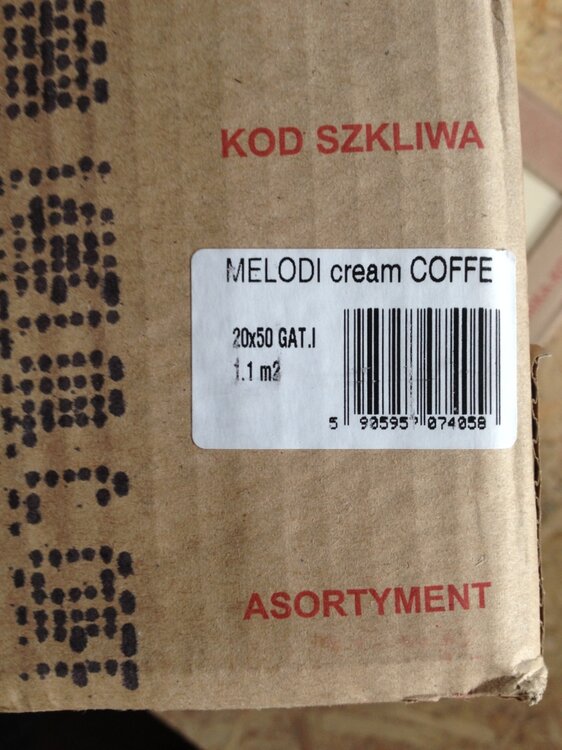 KOD SZKLIWA
MELODI cream COFFE
20x50 GAT.I
1.1 m2
5 905957 074058
ASORTYMENT